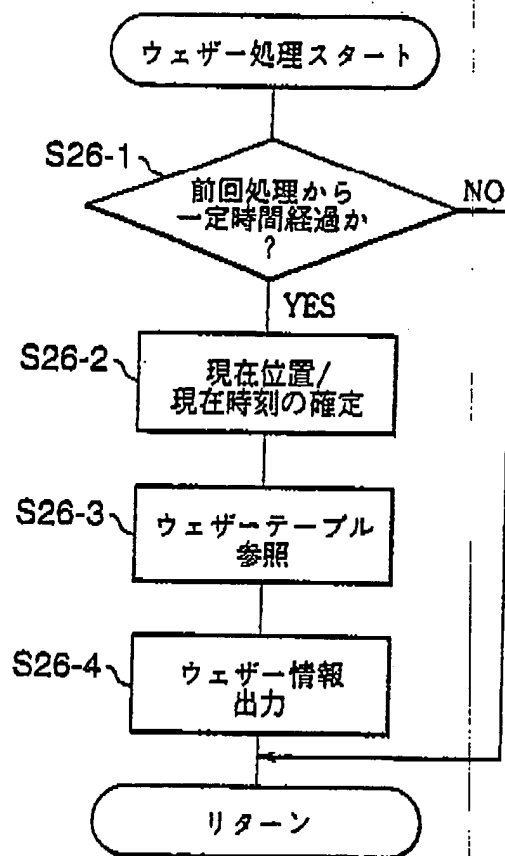 ウェザー処理スタート
S26-1
前回処理から
一定時間経過か
?
NO
YES
S26-2
現在位置/
現在時刻の確定
S26-3
ウェザーテーブル
参照
S26-4
ウェザー情報
出力
リターン